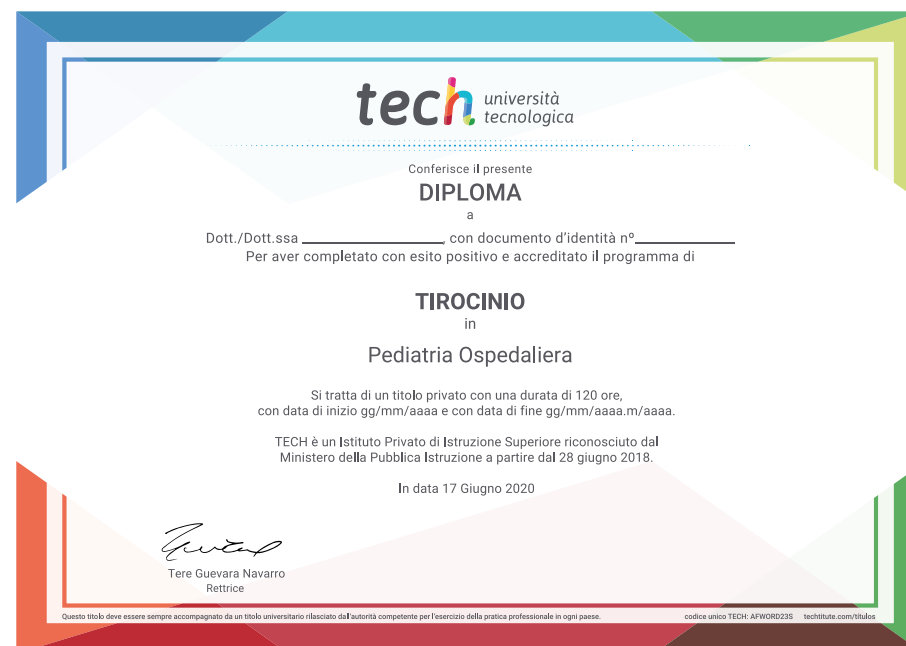 tech università
tecnologica
Conferisce il presente
DIPLOMA
a
Dott./Dott.ssa ____________________, con documento d'identità nº______________
Per aver completato con esito positivo e accreditato il programma di
TIROCINIO
in
Pediatria Ospedaliera
Si tratta di un titolo privato con una durata di 120 ore,
con data di inizio gg/mm/aaaa e con data di fine gg/mm/aaaa.m/aaaa.
TECH è un Istituto Privato di Istruzione Superiore riconosciuto dal
Ministero della Pubblica Istruzione a partire dal 28 giugno 2018.
In data 17 Giugno 2020
Tere Guevara Navarro
Rettrice
Questo titolo deve essere sempre accompagnato da un titolo universitario rilasciato dall'autorità competente per l'esercizio della pratica professionale in ogni paese. codice unico TECH: AFWORD23S techtitute.com/titulos